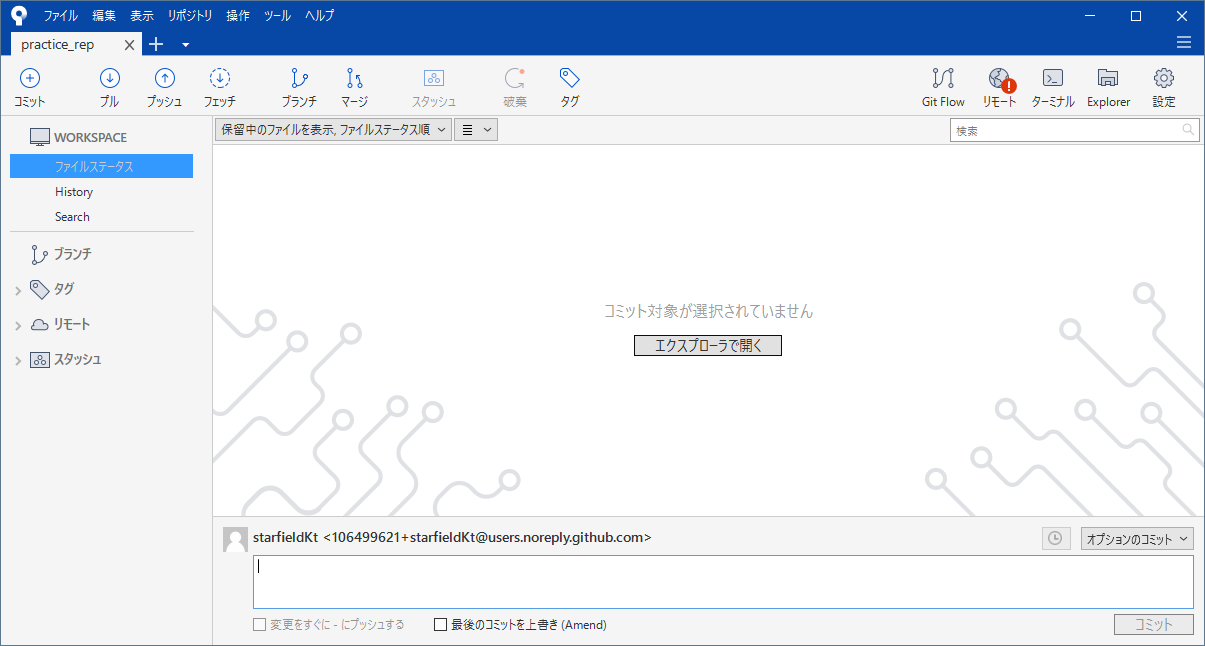 ファイル 編集 表示 リポジトリ 操作 ツール ヘルプ
practice_rep
コミット プル プッシュ フェッチ ブランチ マージ スタッシュ 破棄 タグ Git Flow リモート ターミナル Explorer 設定
WORKSPACE
ファイルステータス
History
Search
ブランチ
タグ
リモート
スタッシュ
保留中のファイルを表示, ファイルステータス順
検索
コミット対象が選択されていません
エクスプローラで開く
starfieldKt <106499621+starfieldKt@users.noreply.github.com>
オプションのコミット
変更をすぐに - にプッシュする 最後のコミットを上書き (Amend)
コミット